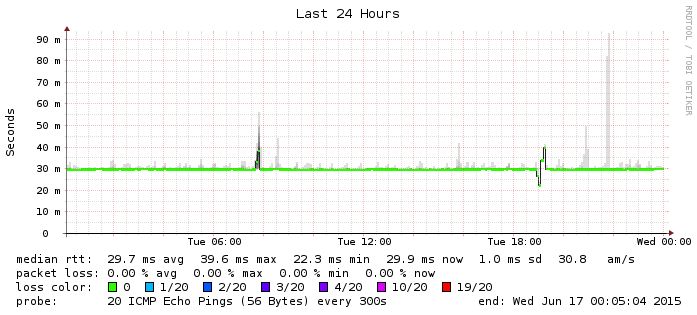 Last 24 Hours
RRDTOOL / TOBI OETIKER
Seconds
90 m
80 m
70 m
60 m
50 m
40 m
30 m
20 m
10 m
0
Tue 06:00 Tue 12:00 Tue 18:00 Wed 00:00
median rtt: 29.7 ms avg 39.6 ms max 22.3 ms min 29.9 ms now 1.0 ms sd 30.8 am/s
packet loss: 0.00 % avg 0.00 % max 0.00 % min 0.00 % now
loss color: 0 1/20 2/20 3/20 4/20 10/20 19/20
probe: 20 ICMP Echo Pings (56 Bytes) every 300s end: Wed Jun 17 00:05:04 2015